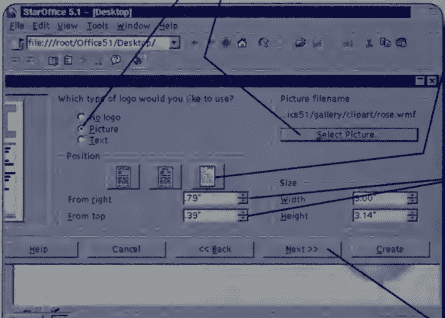 StarOffice 5.1 - [Desktop]
File Edit View Tools Window Help
file:///root/Office51/Desktop/
Which type of logo would you like to use?
Picture filename
No logo
...ice51/gallery/clipart/rose.wmf
Picture
Select Picture...
Text
Position
Size
From right .79" Width 3.00"
From top .39" Height 3.14"
Help Cancel << Back Next >> Create